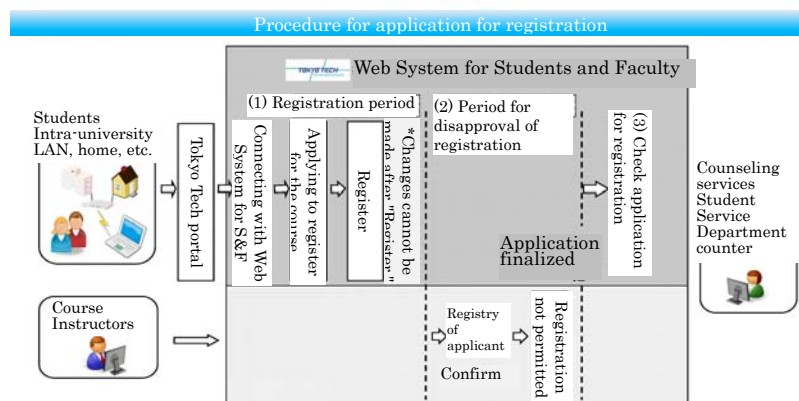 Procedure for application for registration
TOKYO TECH
Web System for Students and Faculty
(1) Registration period
(2) Period for
disapproval of
registration
Students
Intra-university
LAN, home, etc.
Tokyo Tech portal
Connecting with Web
System for S&F
Applying to register
for the course
Register
*Changes cannot be
made after "Register."
Application
finalized
(3) Check application
for registration
Counseling
services
Student
Service
Department
counter
Course
Instructors
Registry
of
applicant
Confirm
Registration
not permitted